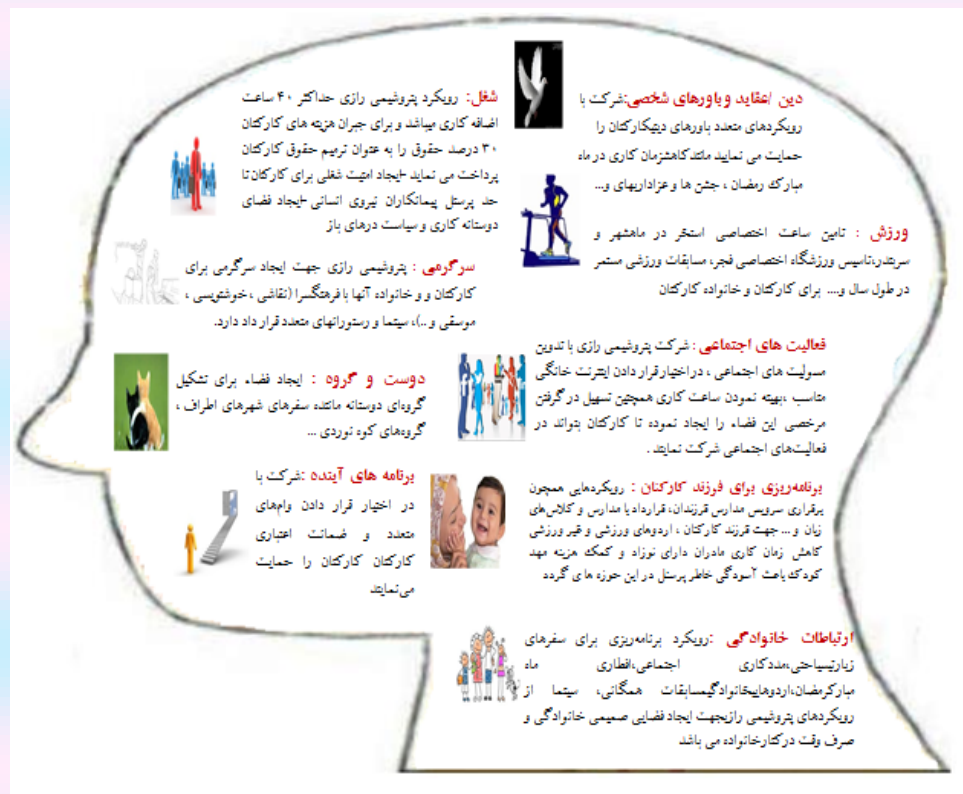 دین /عقاید وباورهای شخصی:شرکت با
رویکردهای متعدد باورهای دینیکارکنان را
حمایت می نمایید مانندکاهشزمان کاری در ماه
مبارک رمضان ، جشن ها و عزاداریهای و...
ورزش : تامین ساعت اختصاصی استخر در ماهشهر و
سربندر،تاسیس ورزشگاه اختصاصی فجر، مسابقات ورزشی مستمر
در طول سال و.... برای کارکنان و خانواده کارکنان
فعالیت های اجتماعی : شرکت پتروشیمی رازی با تدوین
مسولیت های اجتماعی ، در اختیار قرار دادن اینترنت خانگی
مناسب ،بهینه نمودن ساعت کاری همچنین تسهیل در گرفتن
مرخصی این فضاء را ایجاد نموده تا کارکنان بتواند در
فعالیت‌های اجتماعی شرکت نمایند .
برنامه‌ریزی برای فرزند کارکنان : رویکردهایی همچون
برقراری سرویس مدارس فرزندان، قرارداد با مدارس و کلاس‌های
زبان و ... جهت فرزند کارکنان ، اردوهای ورزشی و غیر ورزشی
کاهش زمان کاری مادران دارای نوزاد و کمک هزینه مهد
کودک باعث آسودگی خاطر پرسنل در این حوزه ها ی گردد
ارتباطات خانوادگی :رویکرد برنامه‌ریزی برای سفرهای
زیارتیسیاحتی،مددکاری اجتماعی،افطاری ماه
مبارکرمضان،اردوهاییخانوادگیمسابقات همگانی، سینما از
رویکردهای پتروشیمی رازیجهت ایجاد فضایی صمیمی خانوادگی و
صرف وقت درکنارخانواده می باشد
شغل: رویکرد پتروشیمی رازی حداکثر ۴۰ ساعت
اضافه کاری میباشد و برای جبران هزینه های کارکنان
۳۰ درصد حقوق را به عنوان ترمیم حقوق کارکنان
پرداخت می نماید -ایجاد امنیت شغلی برای کارکنان تا
حد پرسنل پیمانکاران نیروی انسانی-ایجاد فضای
دوستانه کاری و سیاست درهای باز
سرگرمی : پتروشیمی رازی جهت ایجاد سرگرمی برای
کارکنان و و خانواده آنها با فرهنگسرا (نقاشی ، خوشنویسی ،
موسقی و ..)، سینما و رستورانهای متعدد قرار داد دارد.
دوست و گروه : ایجاد فضاء برای تشکیل
گروه‌ای دوستانه ماننده سفرهای شهرهای اطراف ،
گروه‌های کوه نوردی ...
برنامه های آینده :شرکت با
در اختیار قرار دادن وام‌های
متعدد و ضمانت اعتباری
کارکنان کارکنان را حمایت
می‌نمایند